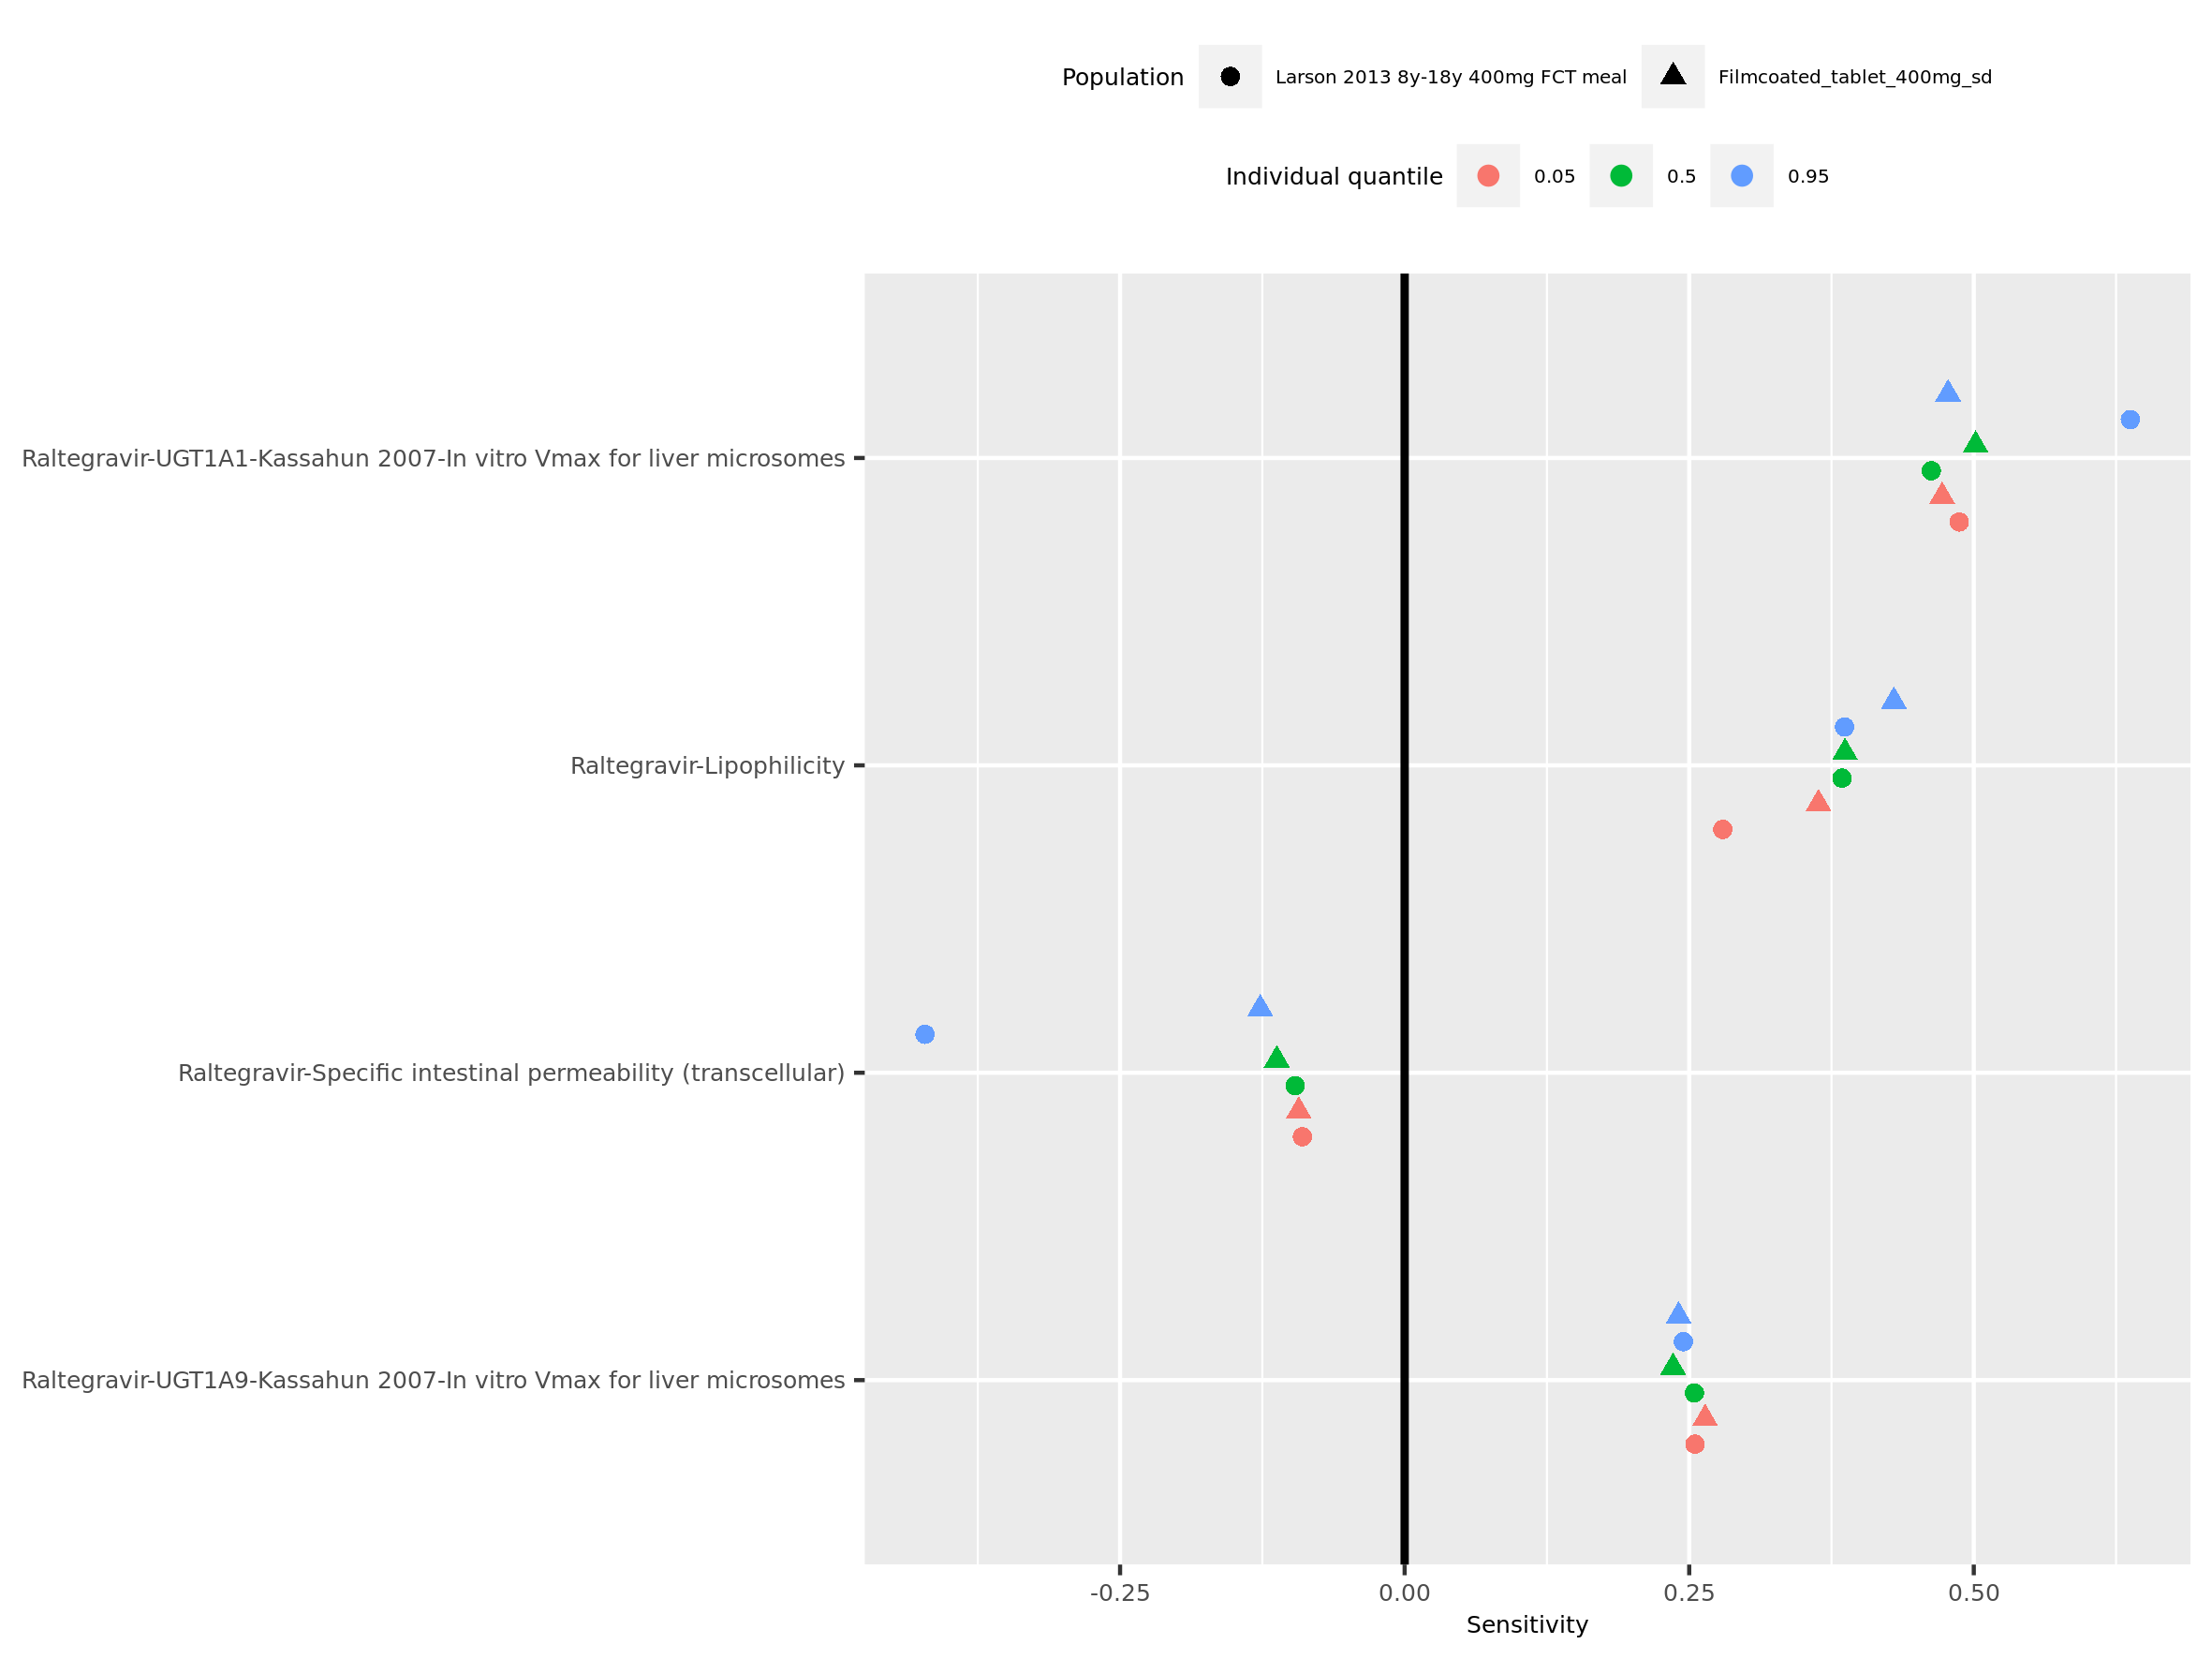 Population Larson 2013 8y-18y 400mg FCT meal Filmcoated_tablet_400mg_sd
Individual quantile 0.05 0.5 0.95
Raltegravir-UGT1A1-Kassahun 2007-In vitro Vmax for liver microsomes
Raltegravir-Lipophilicity
Raltegravir-Specific intestinal permeability (transcellular)
Raltegravir-UGT1A9-Kassahun 2007-In vitro Vmax for liver microsomes
-0.25 0.00 0.25 0.50
Sensitivity